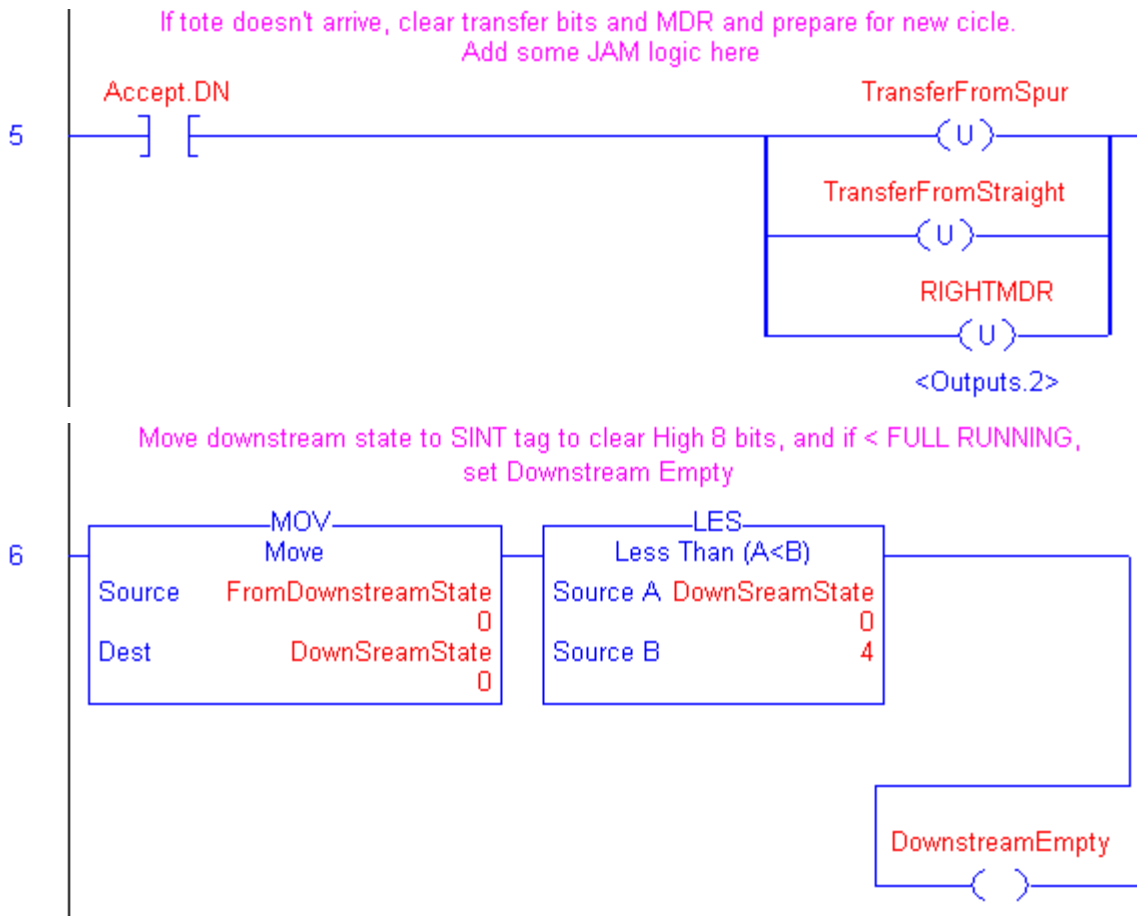 If tote doesn't arrive, clear transfer bits and MDR and prepare for new cicle.
Add some JAM logic here
Accept.DN
TransferFromSpur
5
U
TransferFromStraight
U
RIGHTMDR
U
<Outputs.2>
Move downstream state to SINT tag to clear High 8 bits, and if < FULL RUNNING,
set Downstream Empty
MOV
LES
6
Move
Less Than (A<B)
Source FromDownstreamState
Source A DownSreamState
0
0
Dest DownSreamState
Source B 4
0
DownstreamEmpty